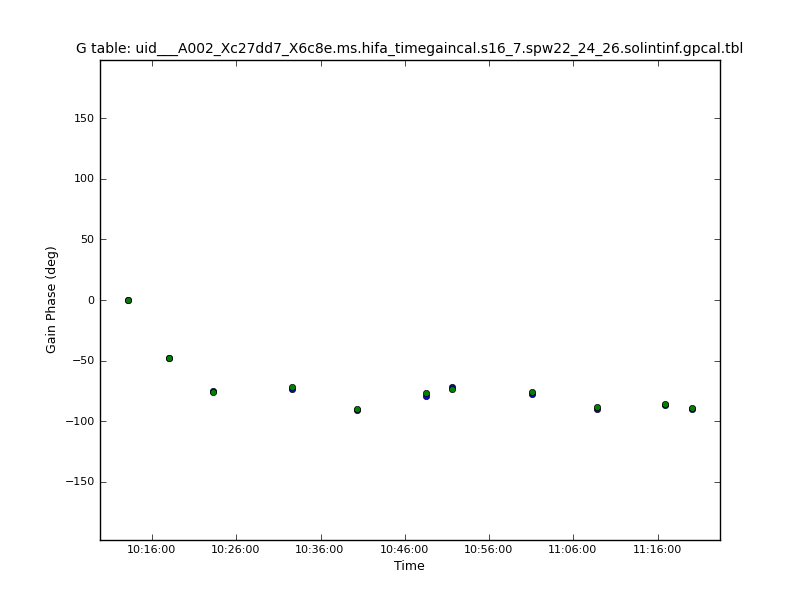 G table: uid___A002_Xc27dd7_X6c8e.ms.hifa_timegaincal.s16_7.spw22_24_26.solintinf.gpcal.tbl
150
100
50
0
−50
−100
−150
Gain Phase (deg)
10:16:00 10:26:00 10:36:00 10:46:00 10:56:00 11:06:00 11:16:00
Time